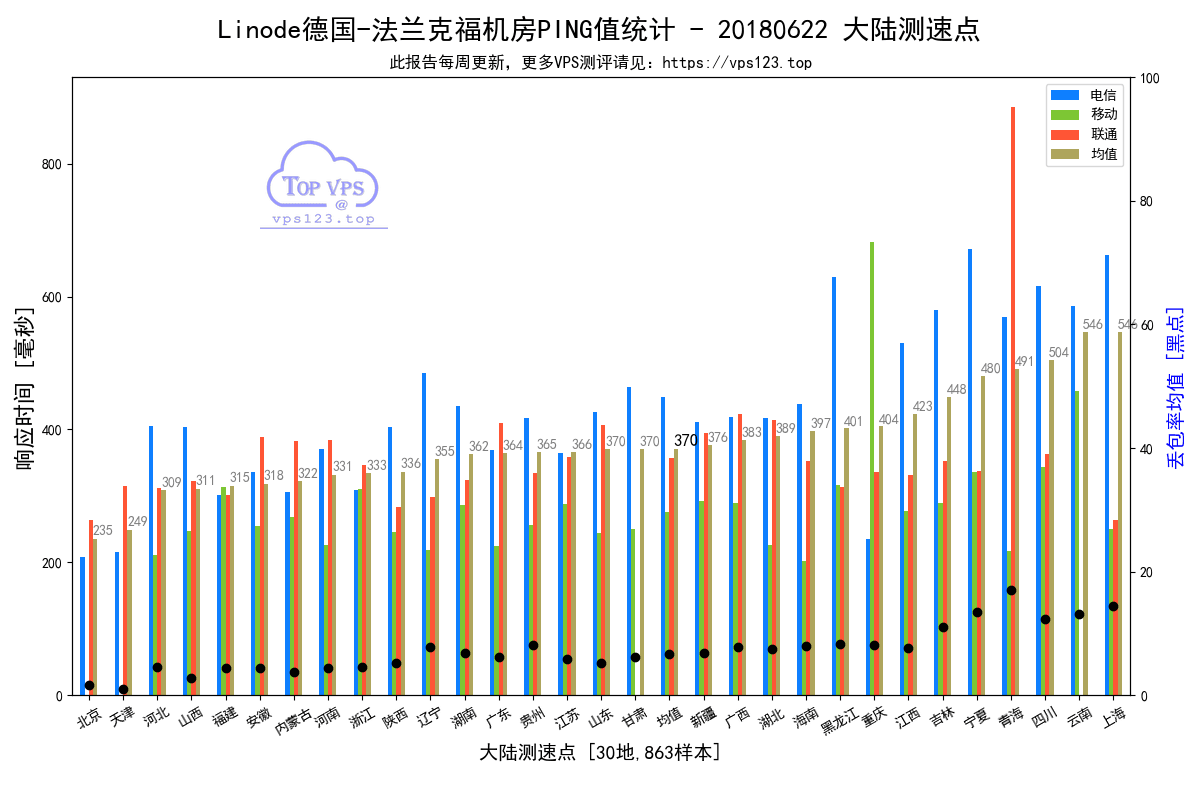 Linode德国-法兰克福机房PING值统计 - 20180622 大陆测速点
此报告每周更新，更多VPS测评请见：https://vps123.top
电信
移动
联通
均值
TOP VPS
@
vps123.top
响应时间 [毫秒]
0
200
400
600
800
丢包率均值 [黑点]
0
20
40
60
80
100
235
249
309
311
315
318
322
331
333
336
355
362
364
365
366
370
370
370
376
383
389
397
401
404
423
448
480
491
504
546
546
北京
天津
河北
山西
福建
安徽
内蒙古
河南
浙江
陕西
辽宁
湖南
广东
贵州
江苏
山东
甘肃
均值
新疆
广西
湖北
海南
黑龙江
重庆
江西
吉林
宁夏
青海
四川
云南
上海
大陆测速点 [30地,863样本]